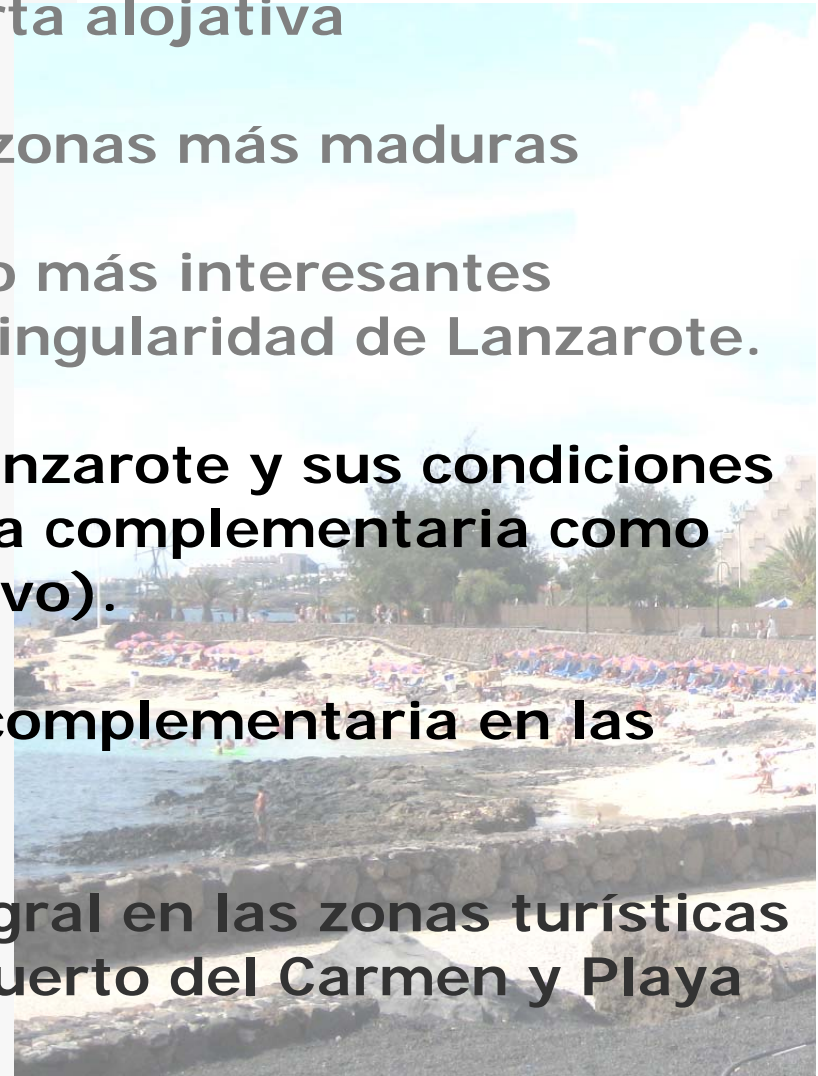 rta alojativa
zonas más maduras
o más interesantes
ingularidad de Lanzarote.
nzarote y sus condiciones
a complementaria como
vo).
complementaria en las
gral en las zonas turísticas
uerto del Carmen y Playa